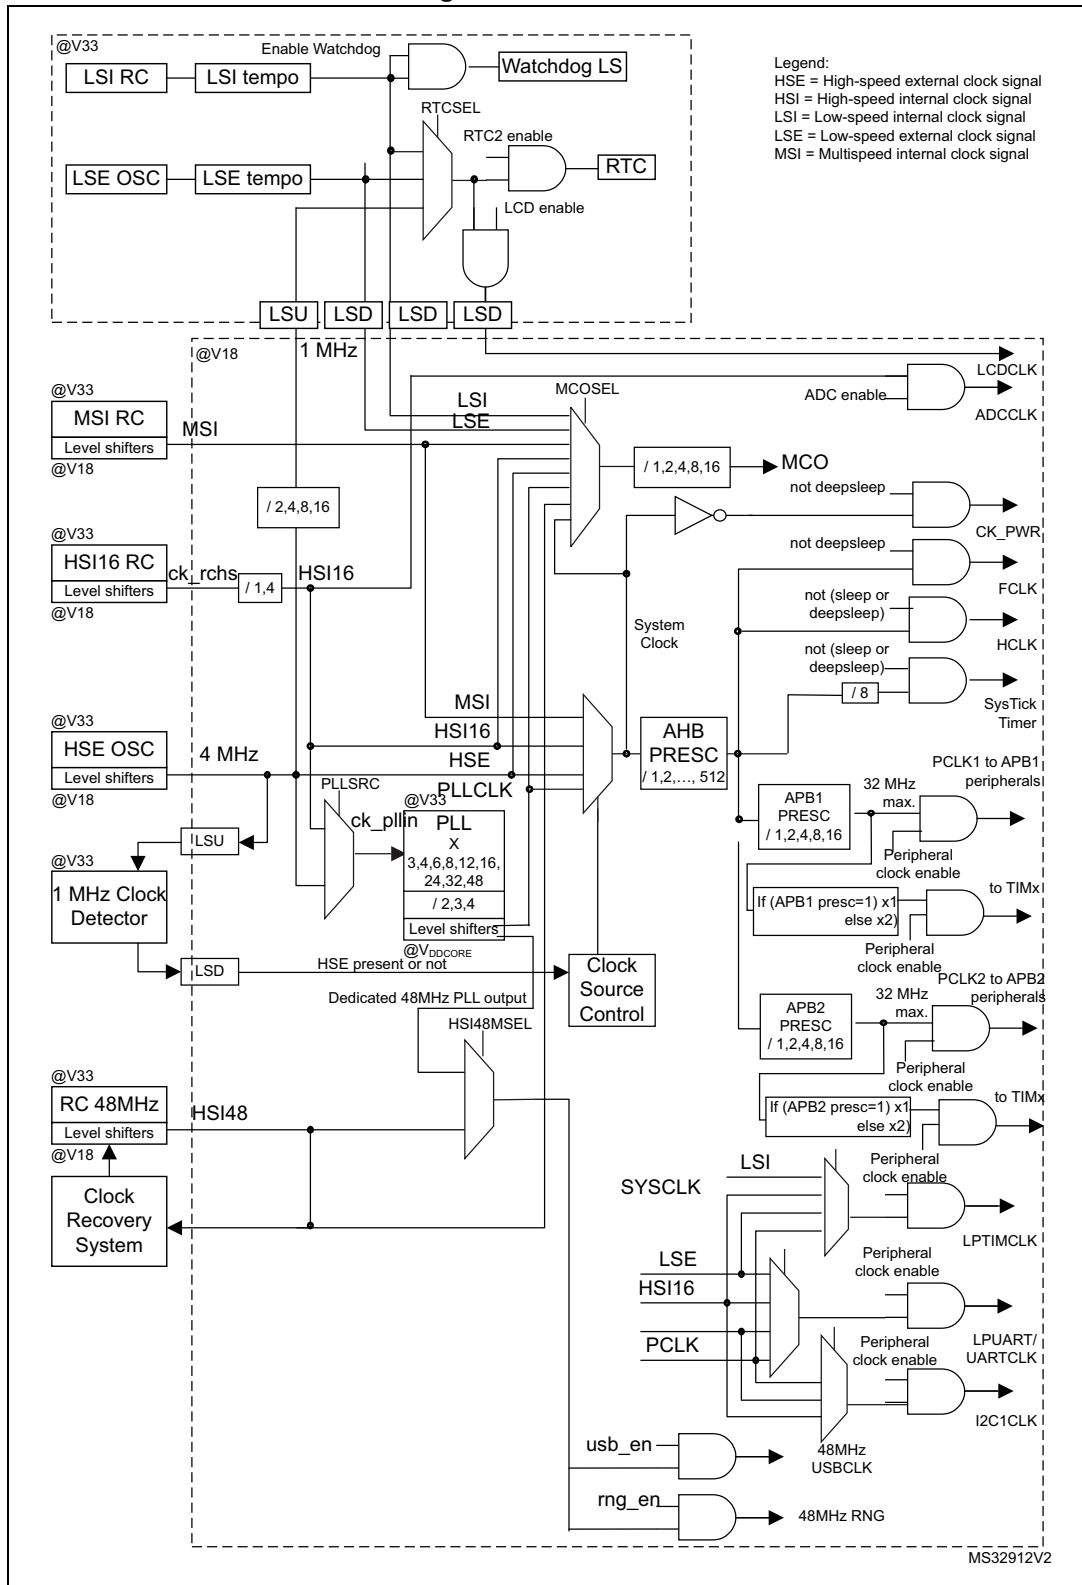 @V33
Enable Watchdog
LSI RC
LSI tempo
Watchdog LS
Legend:
HSE = High-speed external clock signal
HSI = High-speed internal clock signal
LSI = Low-speed internal clock signal
LSE = Low-speed external clock signal
MSI = Multispeed internal clock signal
RTCSEL
RTC2 enable
LSE OSC
LSE tempo
RTC
LCD enable
LSU
LSD
LSD
LSD
@V18
1 MHz
LCDCLK
@V33
MSI RC
Level shifters
@V18
MSI
LSI
LSE
MCOSEL
ADC enable
ADCCLK
/ 1,2,4,8,16
MCO
/ 2,4,8,16
not deepsleep
CK_PWR
@V33
HSI16 RC
Level shifters
@V18
ck_rchs
/ 1,4
HSI16
not deepsleep
FCLK
not (sleep or
deepsleep)
HCLK
System
Clock
not (sleep or
deepsleep)
/ 8
SysTick
Timer
MSI
HSI16
HSE
PLLCLK
@V33
HSE OSC
Level shifters
@V18
4 MHz
AHB
PRESC
/ 1,2,..., 512
PCLK1 to APB1
peripherals
32 MHz
max.
APB1
PRESC
/ 1,2,4,8,16
Peripheral
clock enable
PLLSRC
ck_pllin
@V33
PLL
X
3,4,6,8,12,16,
24,32,48
/ 2,3,4
Level shifters
@VDDCORE
LSU
@V33
1 MHz Clock
Detector
LSD
HSE present or not
Clock
Source
Control
to TIMx
If (APB1 presc=1) x1
else x2)
Peripheral
clock enable
PCLK2 to APB2
peripherals
32 MHz
max.
APB2
PRESC
/ 1,2,4,8,16
Peripheral
clock enable
Dedicated 48MHz PLL output
HSI48MSEL
@V33
RC 48MHz
Level shifters
@V18
HSI48
to TIMx
If (APB2 presc=1) x1
else x2)
Peripheral
clock enable
Clock
Recovery
System
LSI
SYSCLK
LPTIMCLK
LSE
HSI16
PCLK
Peripheral
clock enable
LPUART/
UARTCLK
Peripheral
clock enable
I2C1CLK
usb_en
48MHz
USBCLK
rng_en
48MHz RNG
MS32912V2